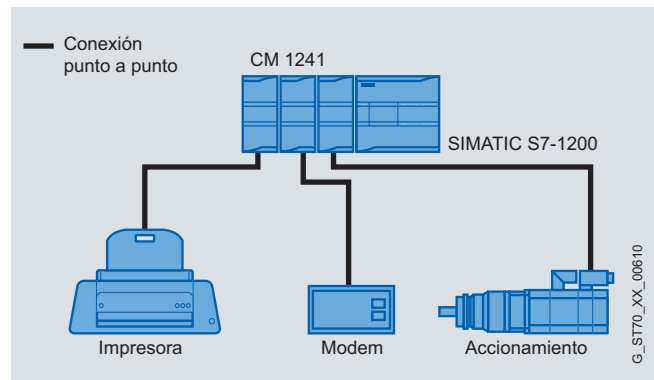 Conexión
punto a punto
CM 1241
SIMATIC S7-1200
Impresora
Modem
Accionamiento
G_ST70_XX_00610